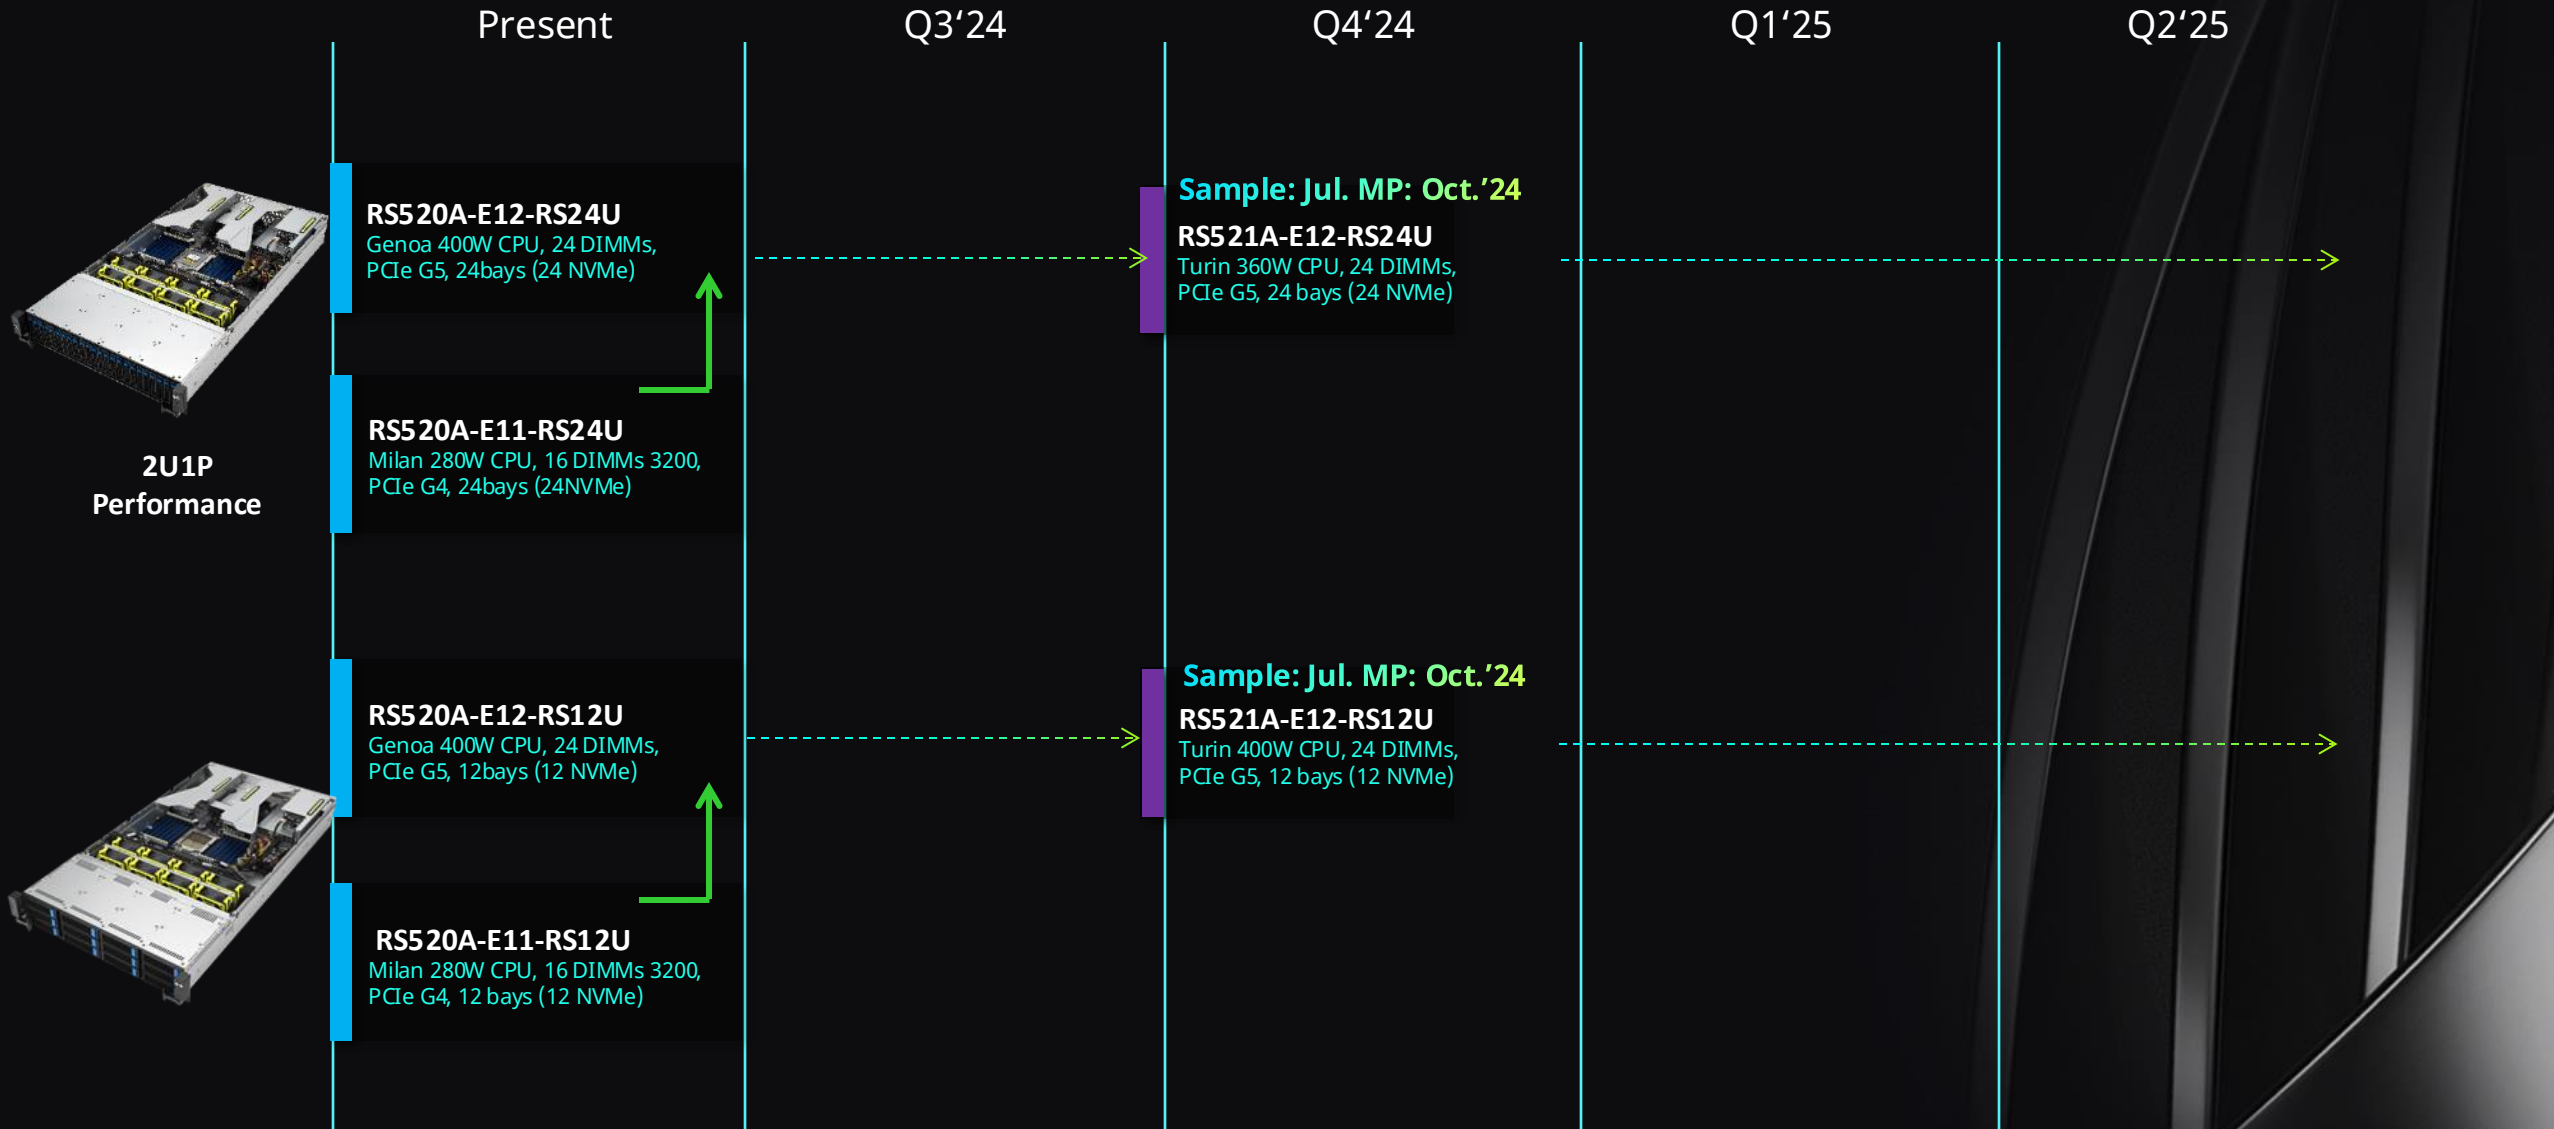 Present
Q3‘24
Q4‘24
Q1‘25
Q2‘25
2U1P
Performance
RS520A-E12-RS24U
Genoa 400W CPU, 24 DIMMs,
PCIe G5, 24bays (24 NVMe)
RS520A-E11-RS24U
Milan 280W CPU, 16 DIMMs 3200,
PCIe G4, 24bays (24NVMe)
Sample: Jul. MP: Oct.’24
RS521A-E12-RS24U
Turin 360W CPU, 24 DIMMs,
PCIe G5, 24 bays (24 NVMe)
RS520A-E12-RS12U
Genoa 400W CPU, 24 DIMMs,
PCIe G5, 12bays (12 NVMe)
RS520A-E11-RS12U
Milan 280W CPU, 16 DIMMs 3200,
PCIe G4, 12 bays (12 NVMe)
Sample: Jul. MP: Oct.’24
RS521A-E12-RS12U
Turin 400W CPU, 24 DIMMs,
PCIe G5, 12 bays (12 NVMe)